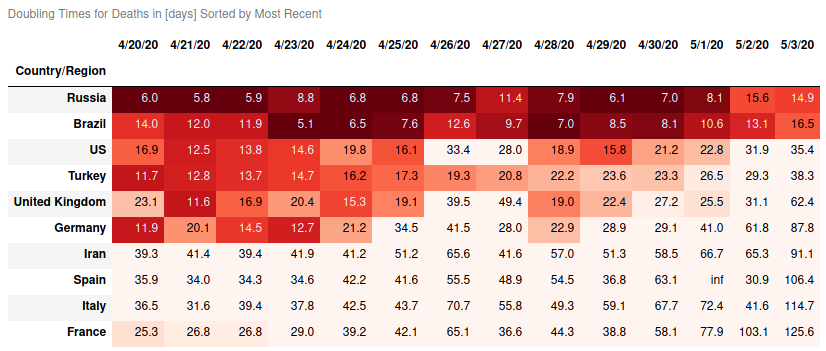 Doubling Times for Deaths in [days] Sorted by Most Recent
4/20/20 4/21/20 4/22/20 4/23/20 4/24/20 4/25/20 4/26/20 4/27/20 4/28/20 4/29/20 4/30/20 5/1/20 5/2/20 5/3/20
Country/Region
Russia 6.0 5.8 5.9 8.8 6.8 6.8 7.5 11.4 7.9 6.1 7.0 8.1 15.6 14.9
Brazil 14.0 12.0 11.9 5.1 6.5 7.6 12.6 9.7 7.0 8.5 8.1 10.6 13.1 16.5
US 16.9 12.5 13.8 14.6 19.8 16.1 33.4 28.0 18.9 15.8 21.2 22.8 31.9 35.4
Turkey 11.7 12.8 13.7 14.7 16.2 17.3 19.3 20.8 22.2 23.6 23.3 26.5 29.3 38.3
United Kingdom 23.1 11.6 16.9 20.4 15.3 19.1 39.5 49.4 19.0 22.4 27.2 25.5 31.1 62.4
Germany 11.9 20.1 14.5 12.7 21.2 34.5 41.5 28.0 22.9 28.9 29.1 41.0 61.8 87.8
Iran 39.3 41.2 39.4 41.9 41.2 51.2 65.6 41.6 57.0 51.3 58.5 66.7 65.3 91.1
Spain 35.9 34.0 34.3 34.6 42.2 41.6 55.5 48.9 54.5 36.8 63.1 inf 30.9 106.4
Italy 36.5 31.6 39.4 37.8 42.5 43.7 70.7 55.8 49.3 59.1 67.7 72.4 41.6 114.7
France 25.3 26.8 26.8 29.0 39.2 42.1 65.1 36.6 44.3 38.8 58.1 77.9 103.1 125.6